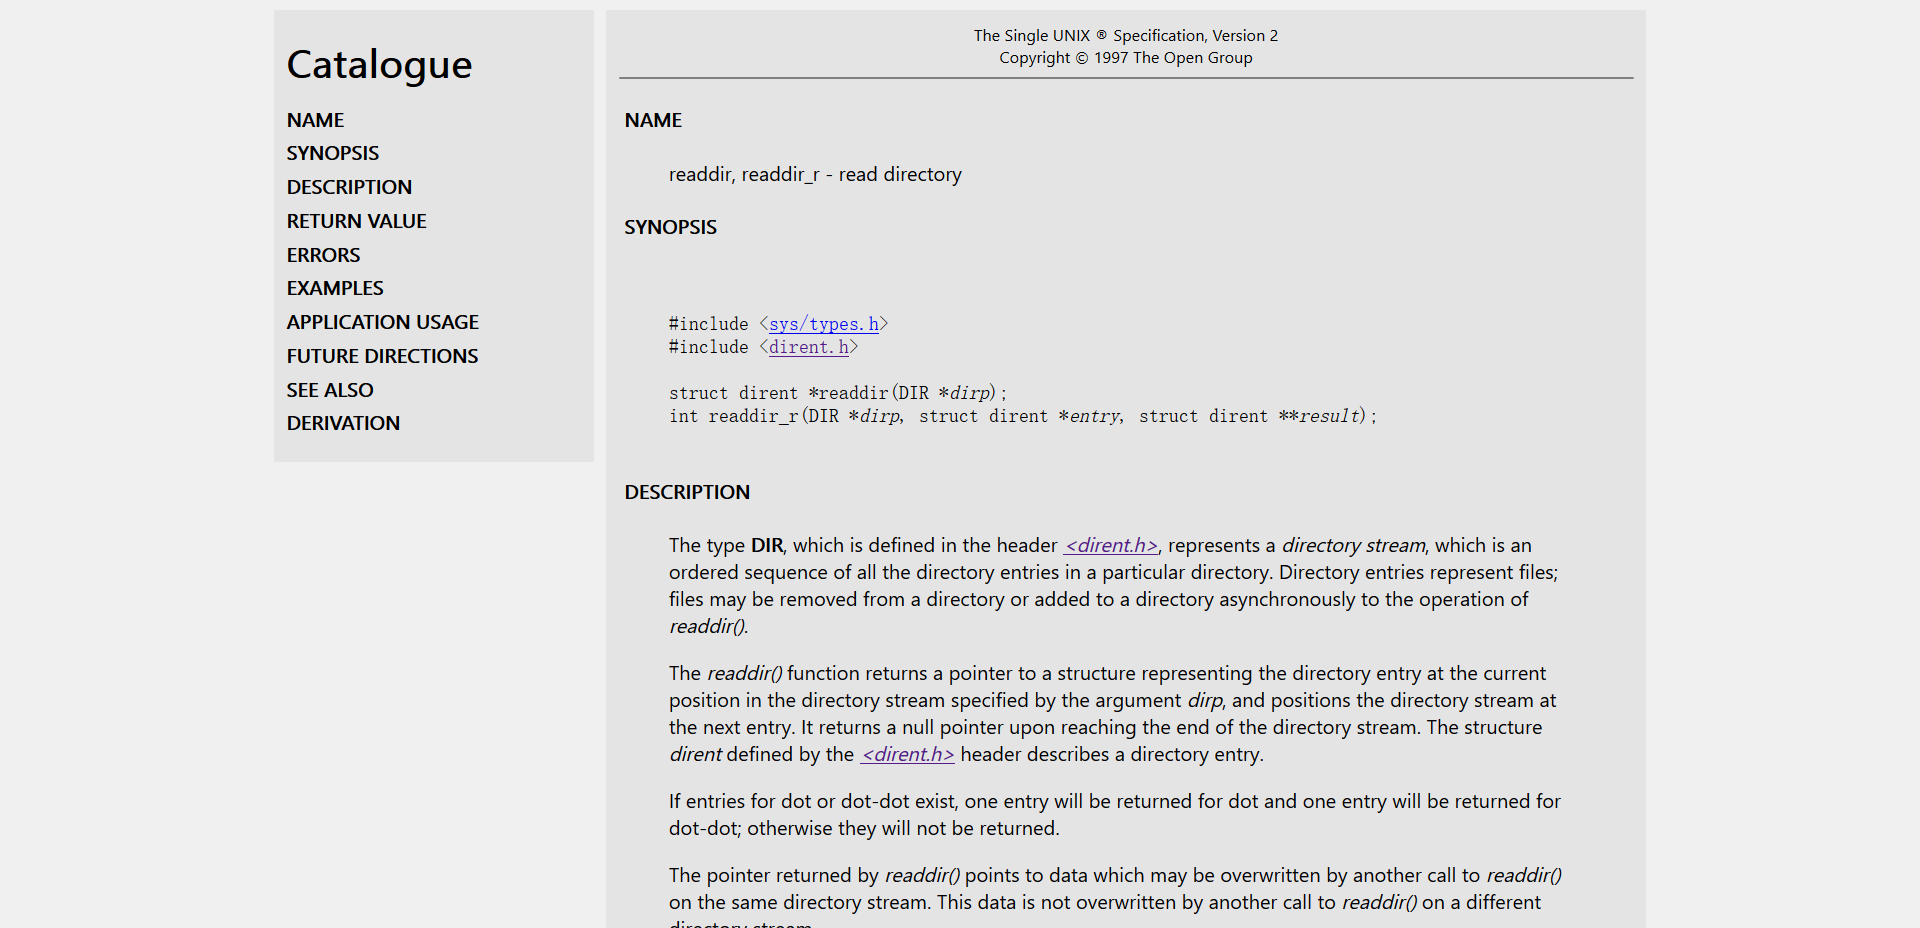 Catalogue
NAME
SYNOPSIS
DESCRIPTION
RETURN VALUE
ERRORS
EXAMPLES
APPLICATION USAGE
FUTURE DIRECTIONS
SEE ALSO
DERIVATION
The Single UNIX ® Specification, Version 2
Copyright © 1997 The Open Group
NAME
readdir, readdir_r - read directory
SYNOPSIS
#include <sys/types.h>
#include <dirent.h>
struct dirent *readdir(DIR *dirp);
int readdir_r(DIR *dirp, struct dirent *entry, struct dirent **result);
DESCRIPTION
The type DIR, which is defined in the header <dirent.h>, represents a directory stream, which is an
ordered sequence of all the directory entries in a particular directory. Directory entries represent files;
files may be removed from a directory or added to a directory asynchronously to the operation of
readdir().
The readdir() function returns a pointer to a structure representing the directory entry at the current
position in the directory stream specified by the argument dirp, and positions the directory stream at
the next entry. It returns a null pointer upon reaching the end of the directory stream. The structure
dirent defined by the <dirent.h> header describes a directory entry.
If entries for dot or dot-dot exist, one entry will be returned for dot and one entry will be returned for
dot-dot; otherwise they will not be returned.
The pointer returned by readdir() points to data which may be overwritten by another call to readdir()
on the same directory stream. This data is not overwritten by another call to readdir() on a different
directory stream.